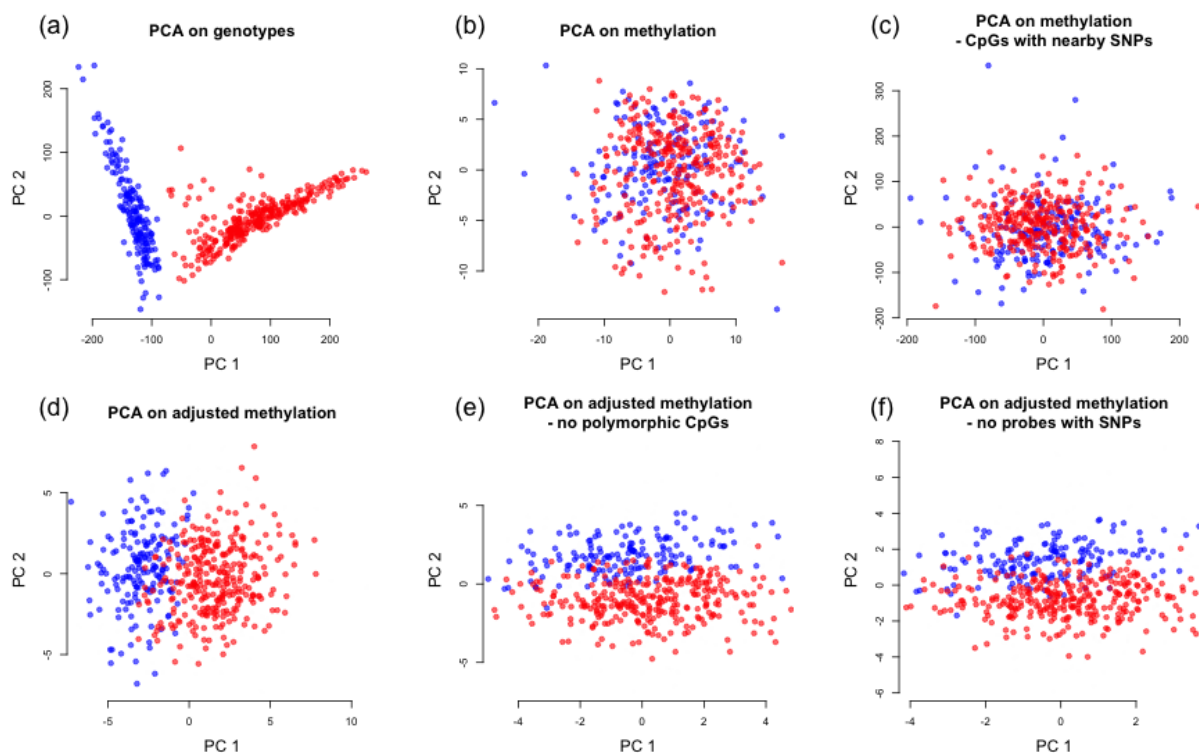 (a)
PCA on genotypes
200
100
0
-100
PC 2
-200 -100 0 100 200
PC 1
(b)
PCA on methylation
10
5
0
-5
-10
PC 2
-20 -10 0 10
PC 1
(c)
PCA on methylation
- CpGs with nearby SNPs
300
200
100
0
-100
-200
PC 2
-200 -100 0 100 200
PC 1
(d)
PCA on adjusted methylation
5
0
-5
PC 2
-5 0 5 10
PC 1
(e)
PCA on adjusted methylation
- no polymorphic CpGs
5
0
-5
PC 2
-4 -2 0 2 4
PC 1
(f)
PCA on adjusted methylation
- no probes with SNPs
8
6
4
2
0
-2
-4
-6
PC 2
-4 -2 0 2
PC 1